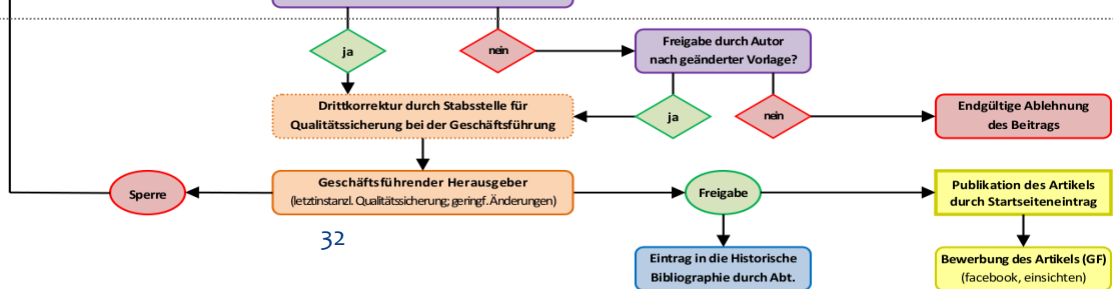 ja
nein
Freigabe durch Autor
nach geänderter Vorlage?
Drittkorrektur durch Stabsstelle für
Qualitätssicherung bei der Geschäftsführung
ja
nein
Endgültige Ablehnung
des Beitrags
Sperre
Geschäftsführender Herausgeber
(letztinstanzl. Qualitätssicherung; geringf. Änderungen)
Freigabe
Publikation des Artikels
durch Startseiteneintrag
32
Eintrag in die Historische
Bibliographie durch Abt.
Bewerbung des Artikels (GF)
(facebook, einsichten)